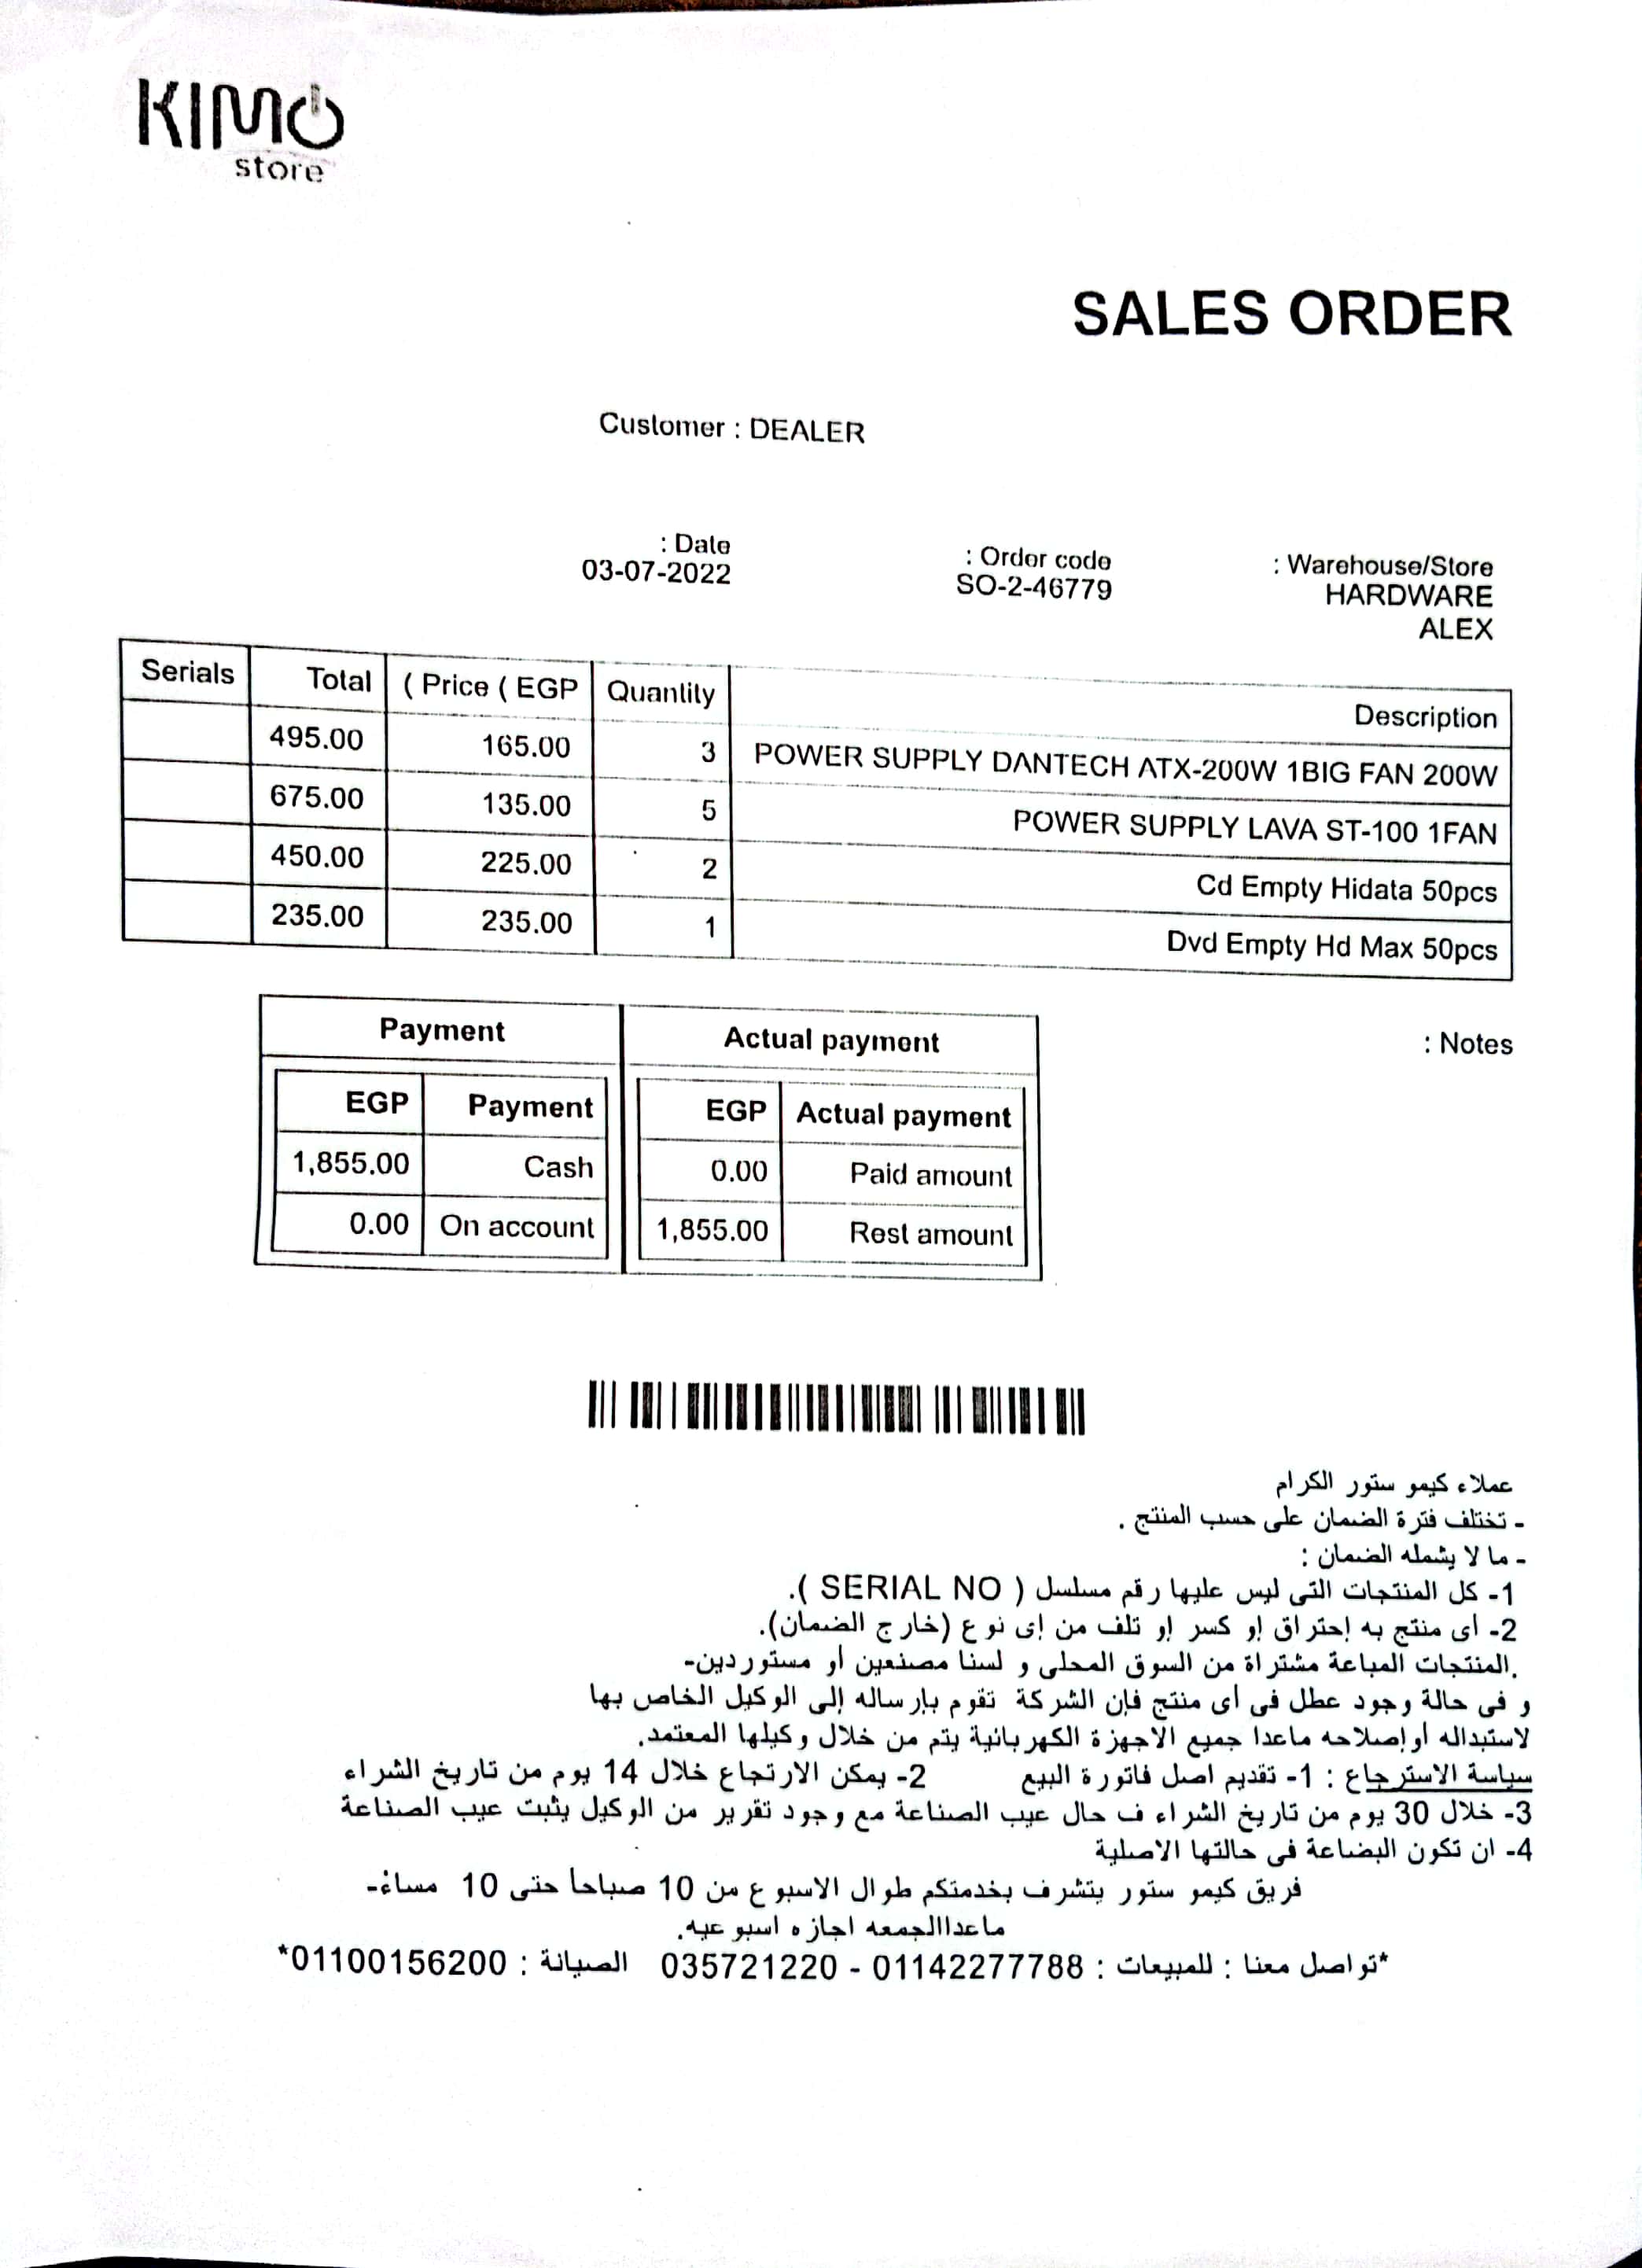 KIMO
store
SALES ORDER
Customer : DEALER
: Date
03-07-2022
: Order code
SO-2-46779
: Warehouse/Store
HARDWARE
ALEX
Serials Total ( Price ( EGP Quantity Description
495.00 165.00 3 POWER SUPPLY DANTECH ATX-200W 1BIG FAN 200W
675.00 135.00 5 POWER SUPPLY LAVA ST-100 1FAN
450.00 225.00 2 Cd Empty Hidata 50pcs
235.00 235.00 1 Dvd Empty Hd Max 50pcs
Payment Actual payment : Notes
EGP Payment EGP Actual payment
1,855.00 Cash 0.00 Paid amount
0.00 On account 1,855.00 Rest amount
عملاء كيمو ستور الكرام
- تختلف فترة الضمان على حسب المنتج .
- ما لا يشمله الضمان :
1- كل المنتجات التى ليس عليها رقم مسلسل ( SERIAL NO ).
2- أى منتج به إحتراق إو كسر إو تلف من إى نوع (خارج الضمان).
.المنتجات المباعة مشتراة من السوق المحلى و لسنا مصنعين أو مستوردين-
و فى حالة وجود عطل فى أى منتج فإن الشركة تقوم بإرساله إلى الوكيل الخاص بها
لاستبداله أوإصلاحه ماعدا جميع الاجهزة الكهربائية يتم من خلال وكيلها المعتمد.
سياسة الاسترجاع : 1- تقديم اصل فاتورة البيع 2- يمكن الارتجاع خلال 14 يوم من تاريخ الشراء
3- خلال 30 يوم من تاريخ الشراء ف حال عيب الصناعة مع وجود تقرير من الوكيل يثبت عيب الصناعة
4- ان تكون البضاعة فى حالتها الاصلية
فريق كيمو ستور يتشرف بخدمتكم طوال الاسبوع من 10 صباحاً حتى 10 مساءً-
ماعداالجمعه اجازه اسبوعيه.
*تواصل معنا : للمبيعات : 01142277788 - 035721220 الصيانة : 01100156200*